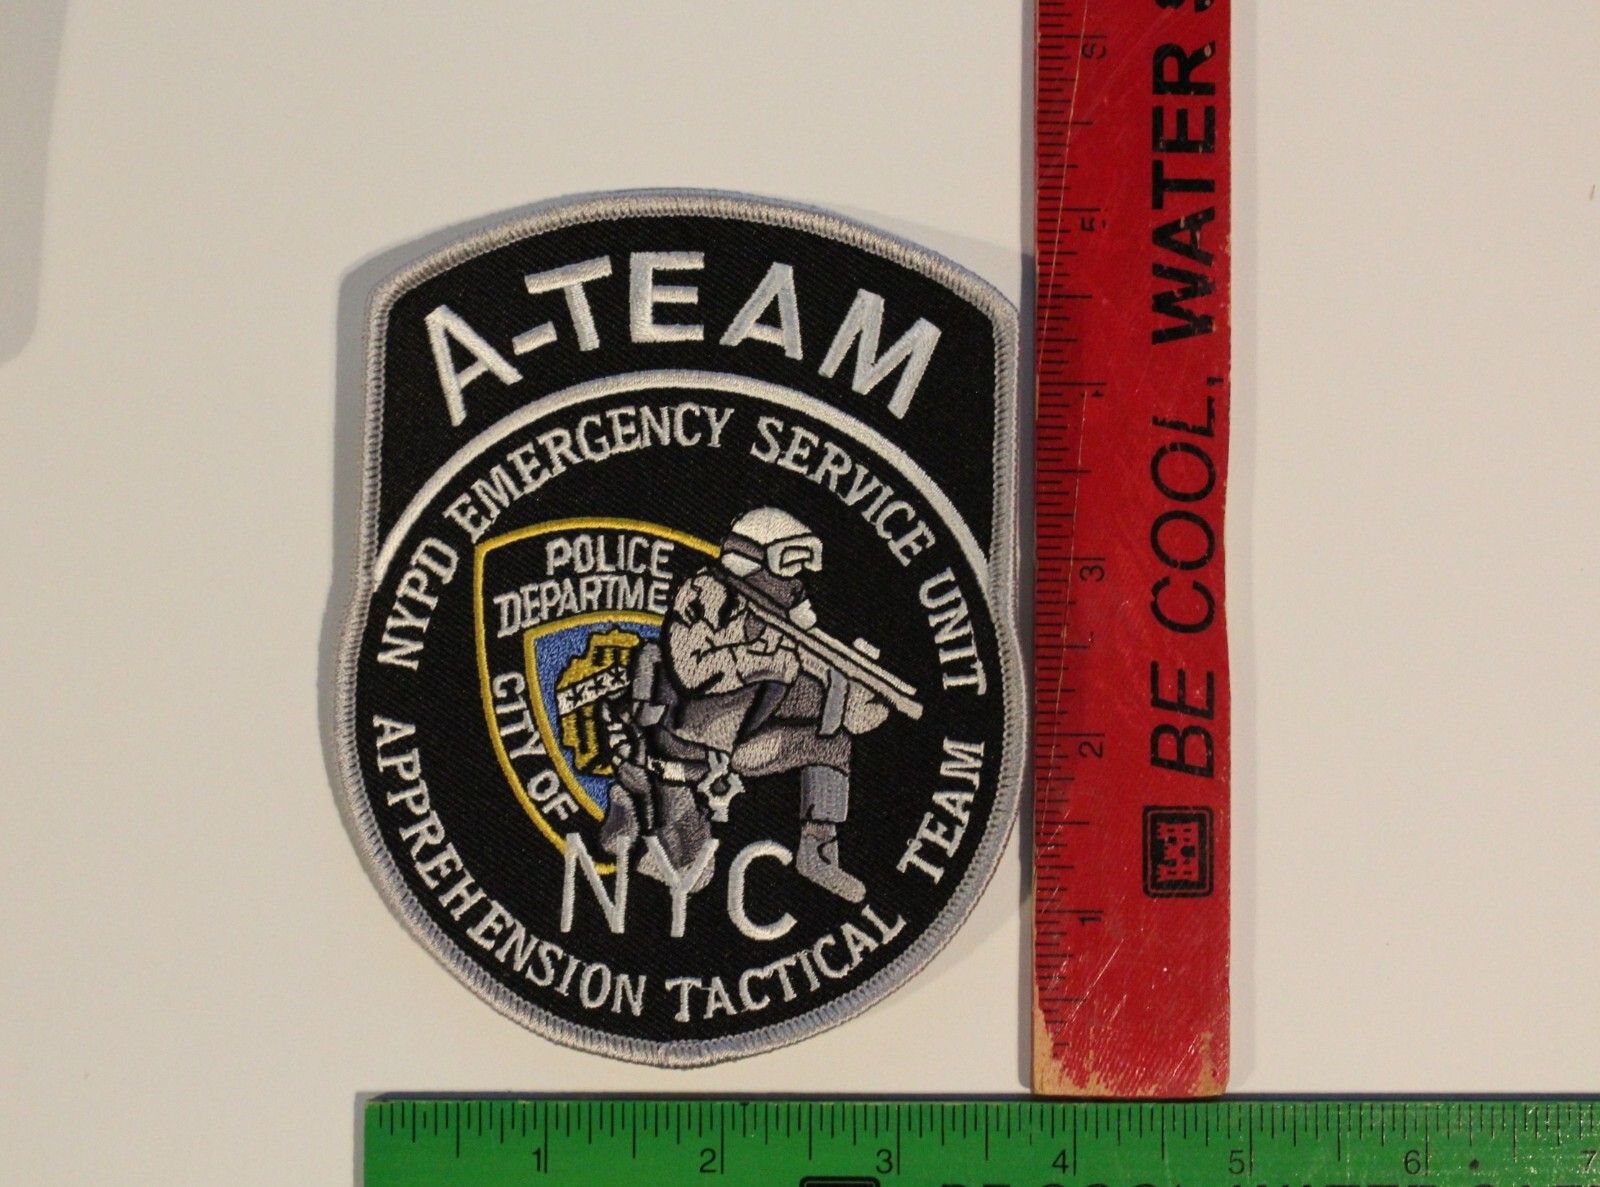 A-TEAM
NYPD EMERGENCY SERVICE UNIT
POLICE
DEPARTME
CITY OF
NYC
APPREHENSION TACTICAL TEAM
BE COOL, WATER S
1 2 3 5 6
1 2 3 4 5 6 7